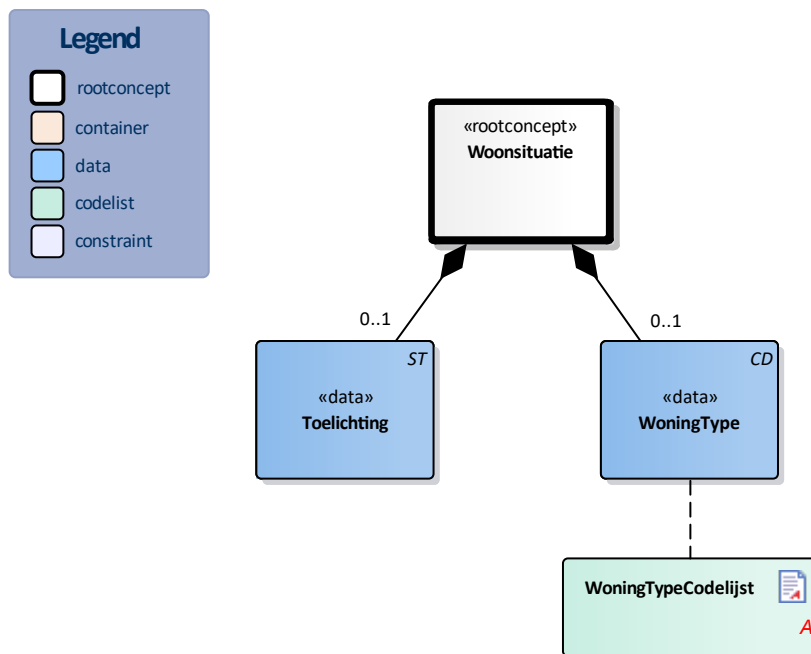 Legend
rootconcept
container
data
codelist
constraint
«rootconcept»
Woonsituatie
0..1
0..1
ST
«data»
Toelichting
CD
«data»
WoningType
WoningTypeCodelijst
A